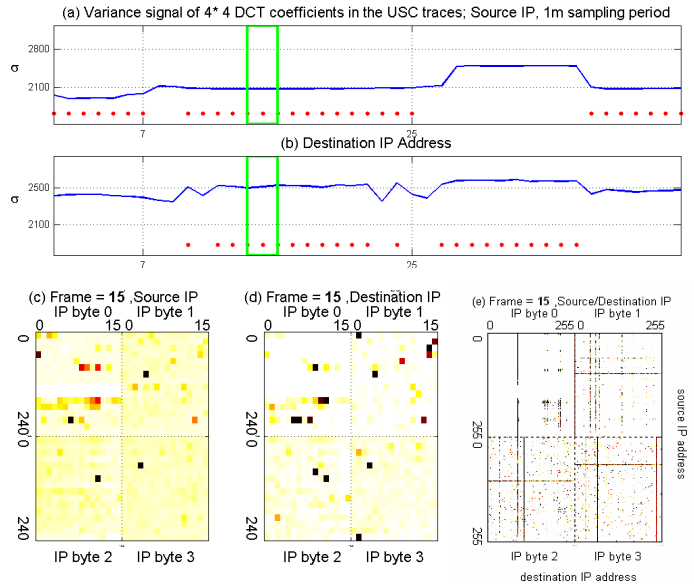 (a) Variance signal of 4* 4 DCT coefficients in the USC traces; Source IP, 1m sampling period
2800
σ
2100
7
25
(b) Destination IP Address
2500
σ
2100
7
25
(c) Frame = 15 ,Source IP
IP byte 0 IP byte 1
0 15 0 15
0
240
0
240
IP byte 2 IP byte 3
(d) Frame = 15 ,Destination IP
IP byte 0 IP byte 1
0 15 0 15
0
240
0
240
IP byte 2 IP byte 3
(e) Frame = 15 ,Source/Destination IP
IP byte 0 IP byte 1
0 255 0 255
0
255
0
255
source IP address
IP byte 2 IP byte 3
destination IP address